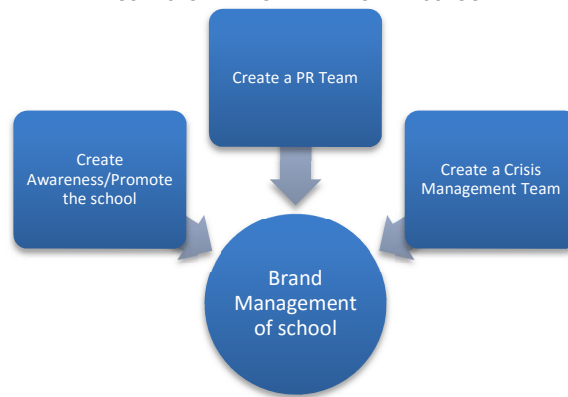 Create a PR Team
Create
Awareness/Promote
the school
Create a Crisis
Management Team
Brand
Management
of school